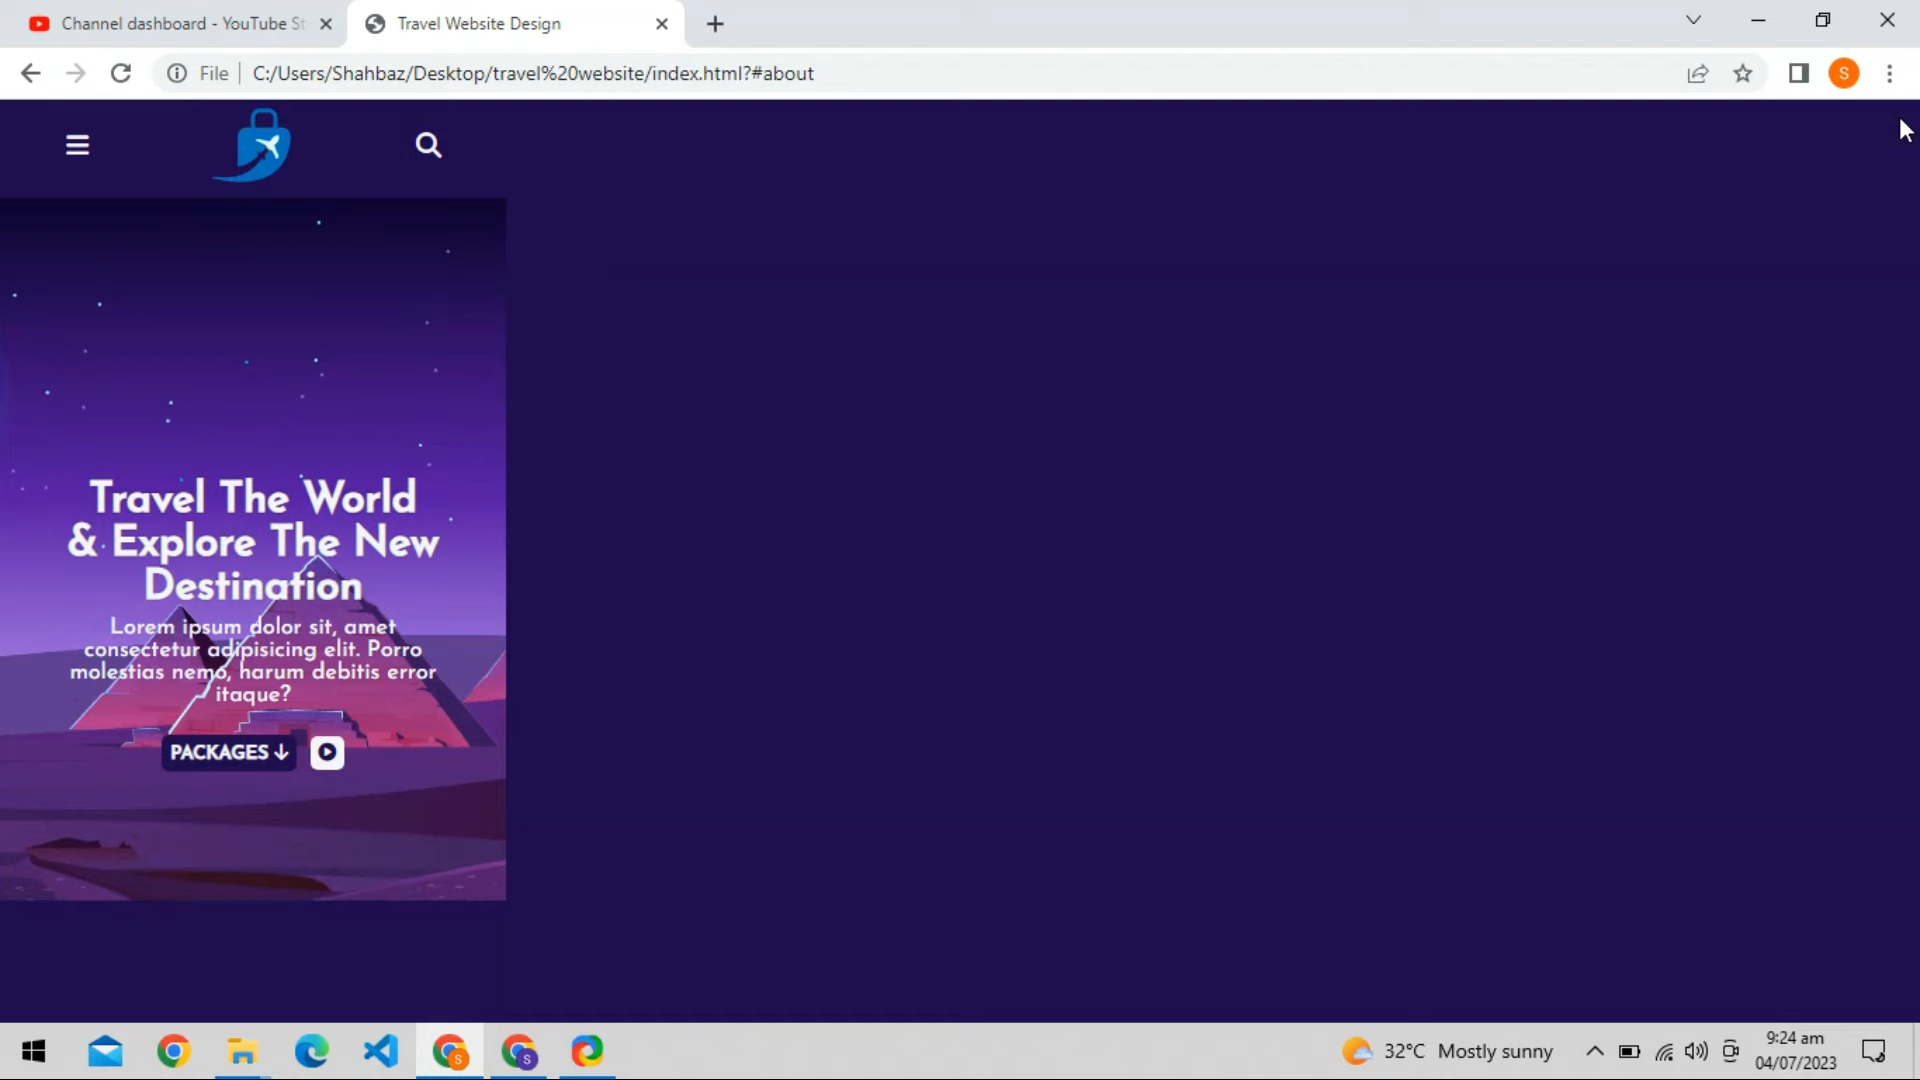 Channel dashboard - YouTube St
Travel Website Design
File
C:/Users/Shahbaz/Desktop/travel%20website/index.html?#about
S
Travel The World
& Explore The New
Destination
Lorem ipsum dolor sit, amet
consectetur adipisicing elit. Porro
molestias nemo, harum debitis error
itaque?
PACKAGES ↓
S
S
32°C Mostly sunny
9:24 am
04/07/2023